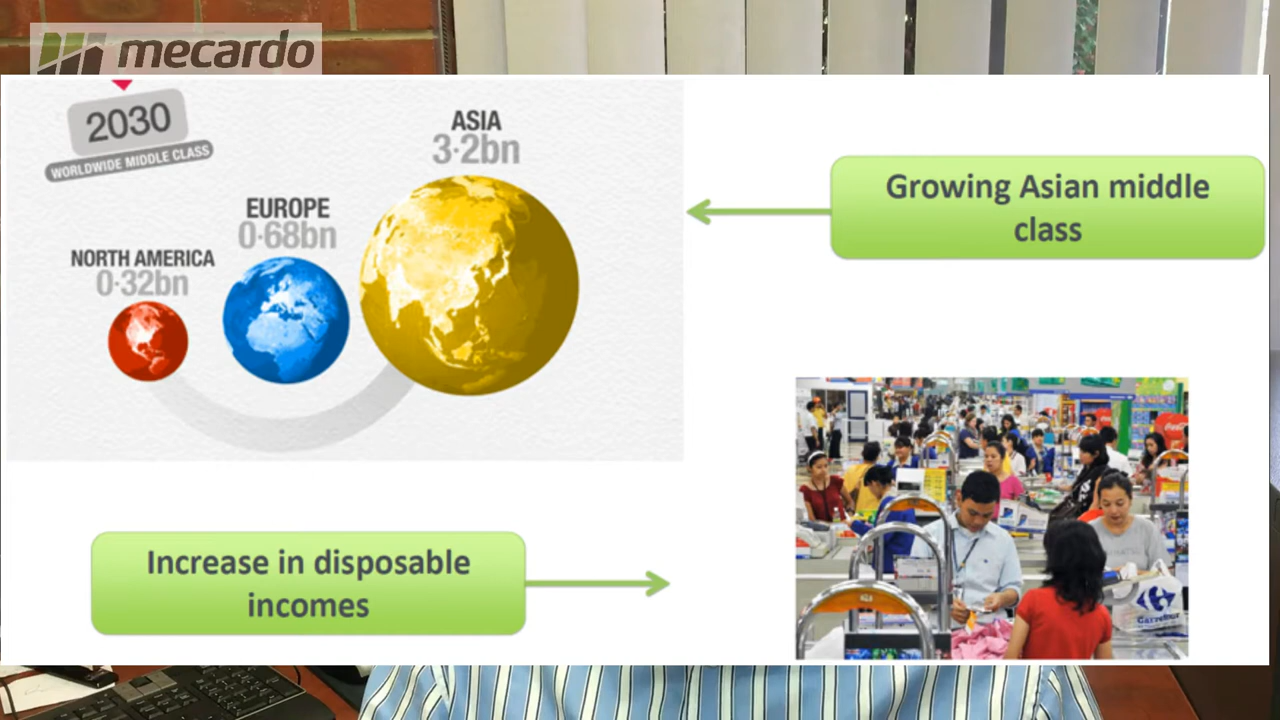 mecardo
2030
WORLDWIDE MIDDLE CLASS
NORTH AMERICA
0·32bn
EUROPE
0·68bn
ASIA
3·2bn
Growing Asian middle
class
Increase in disposable
incomes
Carrefour